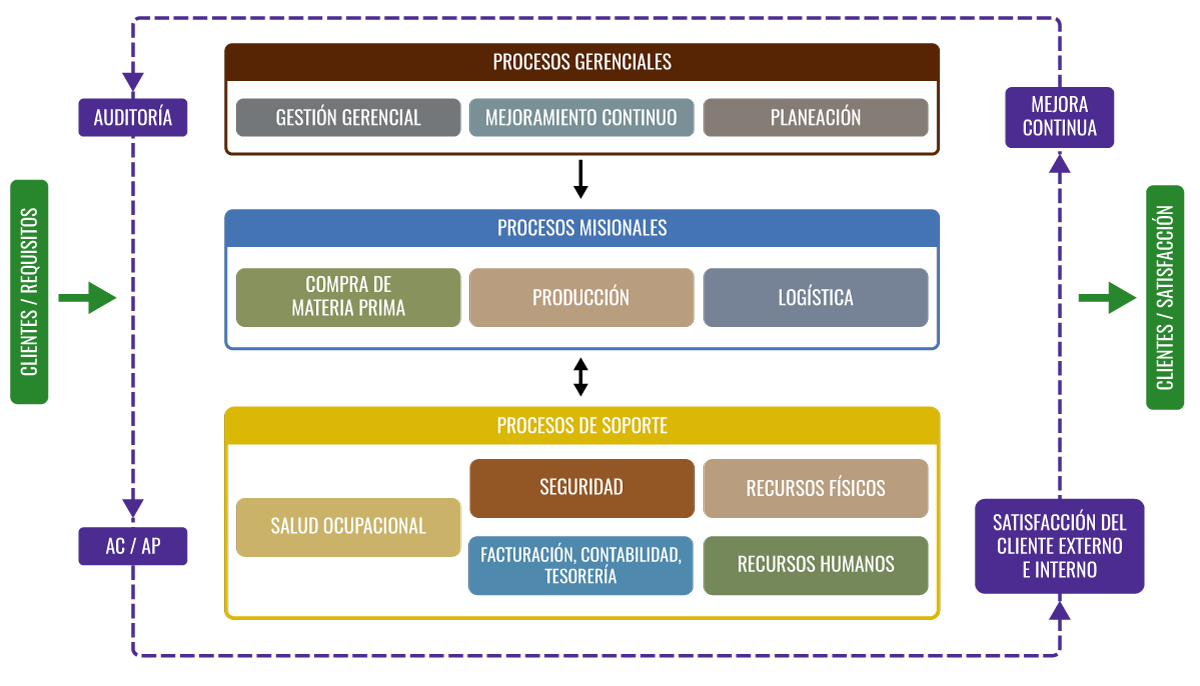 PROCESOS GERENCIALES
GESTIÓN GERENCIAL
MEJORAMIENTO CONTINUO
PLANEACIÓN
AUDITORÍA
MEJORA
CONTINUA
CLIENTES / REQUISITOS
PROCESOS MISIONALES
COMPRA DE
MATERIA PRIMA
PRODUCCIÓN
LOGÍSTICA
CLIENTES / SATISFACCIÓN
PROCESOS DE SOPORTE
SALUD OCUPACIONAL
SEGURIDAD
RECURSOS FÍSICOS
FACTURACIÓN, CONTABILIDAD,
TESORERÍA
RECURSOS HUMANOS
AC / AP
SATISFACCIÓN DEL
CLIENTE EXTERNO
E INTERNO